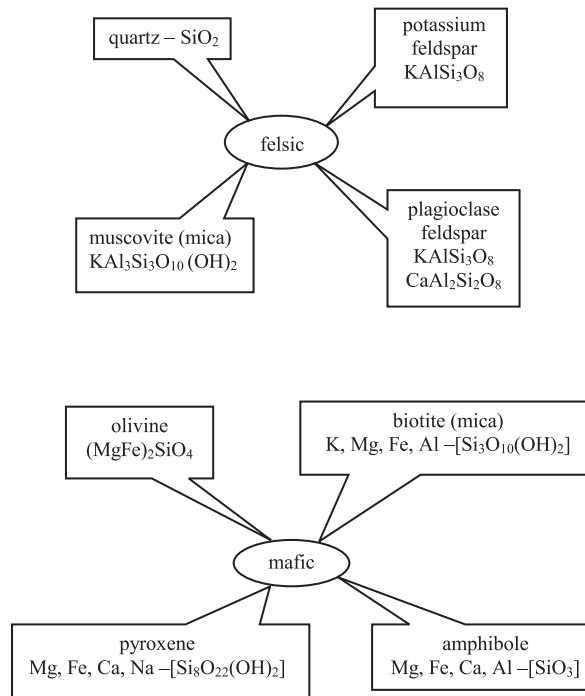 quartz – SiO₂
potassium
feldspar
KAlSi₃O₈
felsic
muscovite (mica)
KAl₃Si₃O₁₀ (OH)₂
plagioclase
feldspar
KAlSi₃O₈
CaAl₂Si₂O₈
olivine
(MgFe)₂SiO₄
biotite (mica)
K, Mg, Fe, Al –[Si₃O₁₀(OH)₂]
mafic
pyroxene
Mg, Fe, Ca, Na –[Si₈O₂₂(OH)₂]
amphibole
Mg, Fe, Ca, Al –[SiO₃]